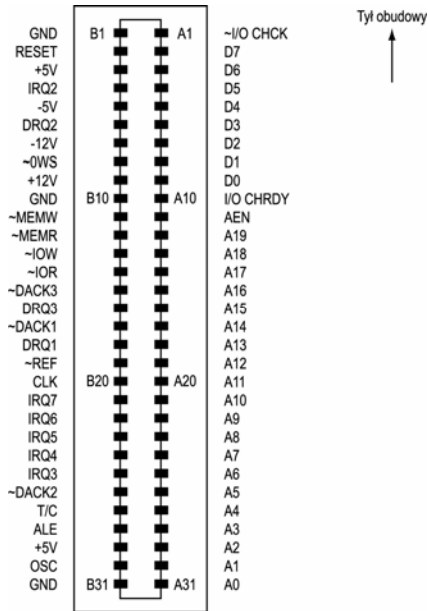 Tył obudowy
GND B1 A1 ~I/O CHCK
RESET D7
+5V D6
IRQ2 D5
-5V D4
DRQ2 D3
-12V D2
~0WS D1
+12V D0
GND B10 A10 I/O CHRDY
~MEMW AEN
~MEMR A19
~IOW A18
~IOR A17
~DACK3 A16
DRQ3 A15
~DACK1 A14
DRQ1 A13
~REF A12
CLK B20 A20 A11
IRQ7 A10
IRQ6 A9
IRQ5 A8
IRQ4 A7
IRQ3 A6
~DACK2 A5
T/C A4
ALE A3
+5V A2
OSC A1
GND B31 A31 A0